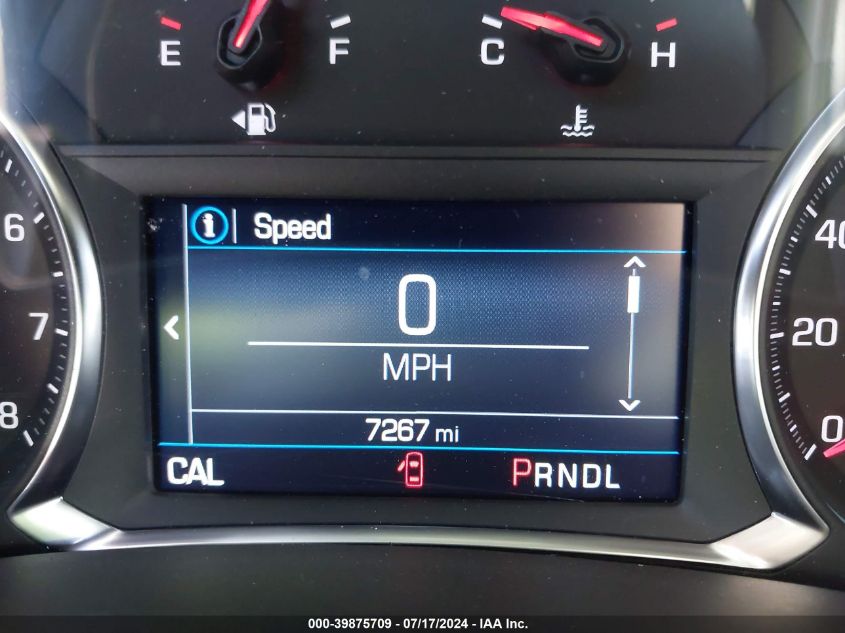 E F C H
Speed
0
MPH
7267 mi
CAL PRNDL
6
7
8
40
20
0
000-39875709 - 07/17/2024 - IAA Inc.